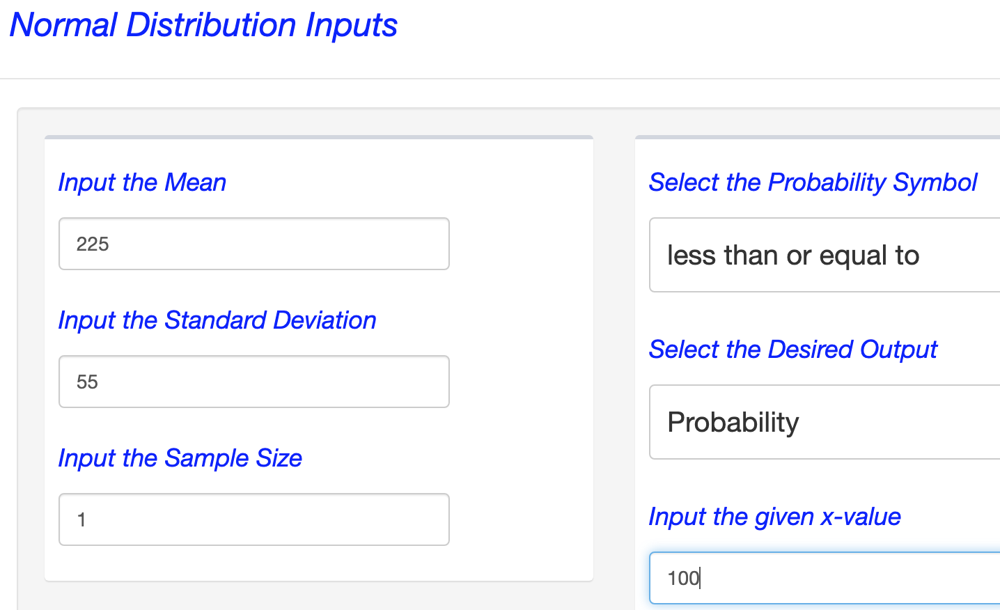 Normal Distribution Inputs
Input the Mean
225
Input the Standard Deviation
55
Input the Sample Size
1
Select the Probability Symbol
less than or equal to
Select the Desired Output
Probability
Input the given x-value
100